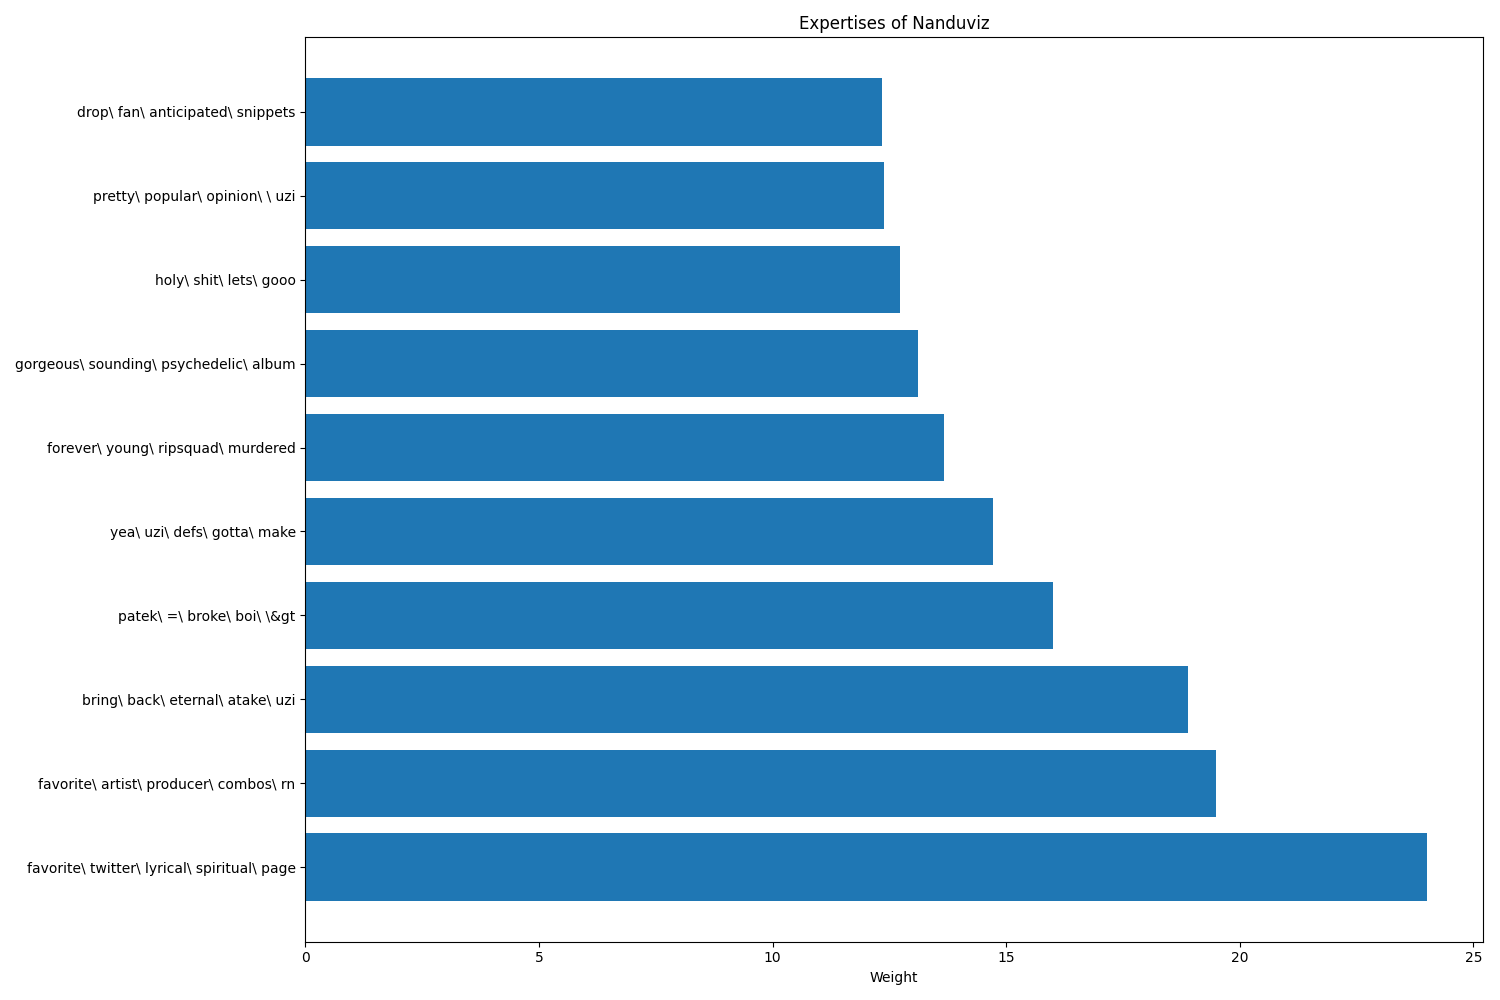 Expertises of Nanduviz
drop\ fan\ anticipated\ snippets
pretty\ popular\ opinion\ \ uzi
holy\ shit\ lets\ gooo
gorgeous\ sounding\ psychedelic\ album
forever\ young\ ripsquad\ murdered
yea\ uzi\ defs\ gotta\ make
patek\ =\ broke\ boi\ \&gt
bring\ back\ eternal\ atake\ uzi
favorite\ artist\ producer\ combos\ rn
favorite\ twitter\ lyrical\ spiritual\ page
0 5 10 15 20 25
Weight